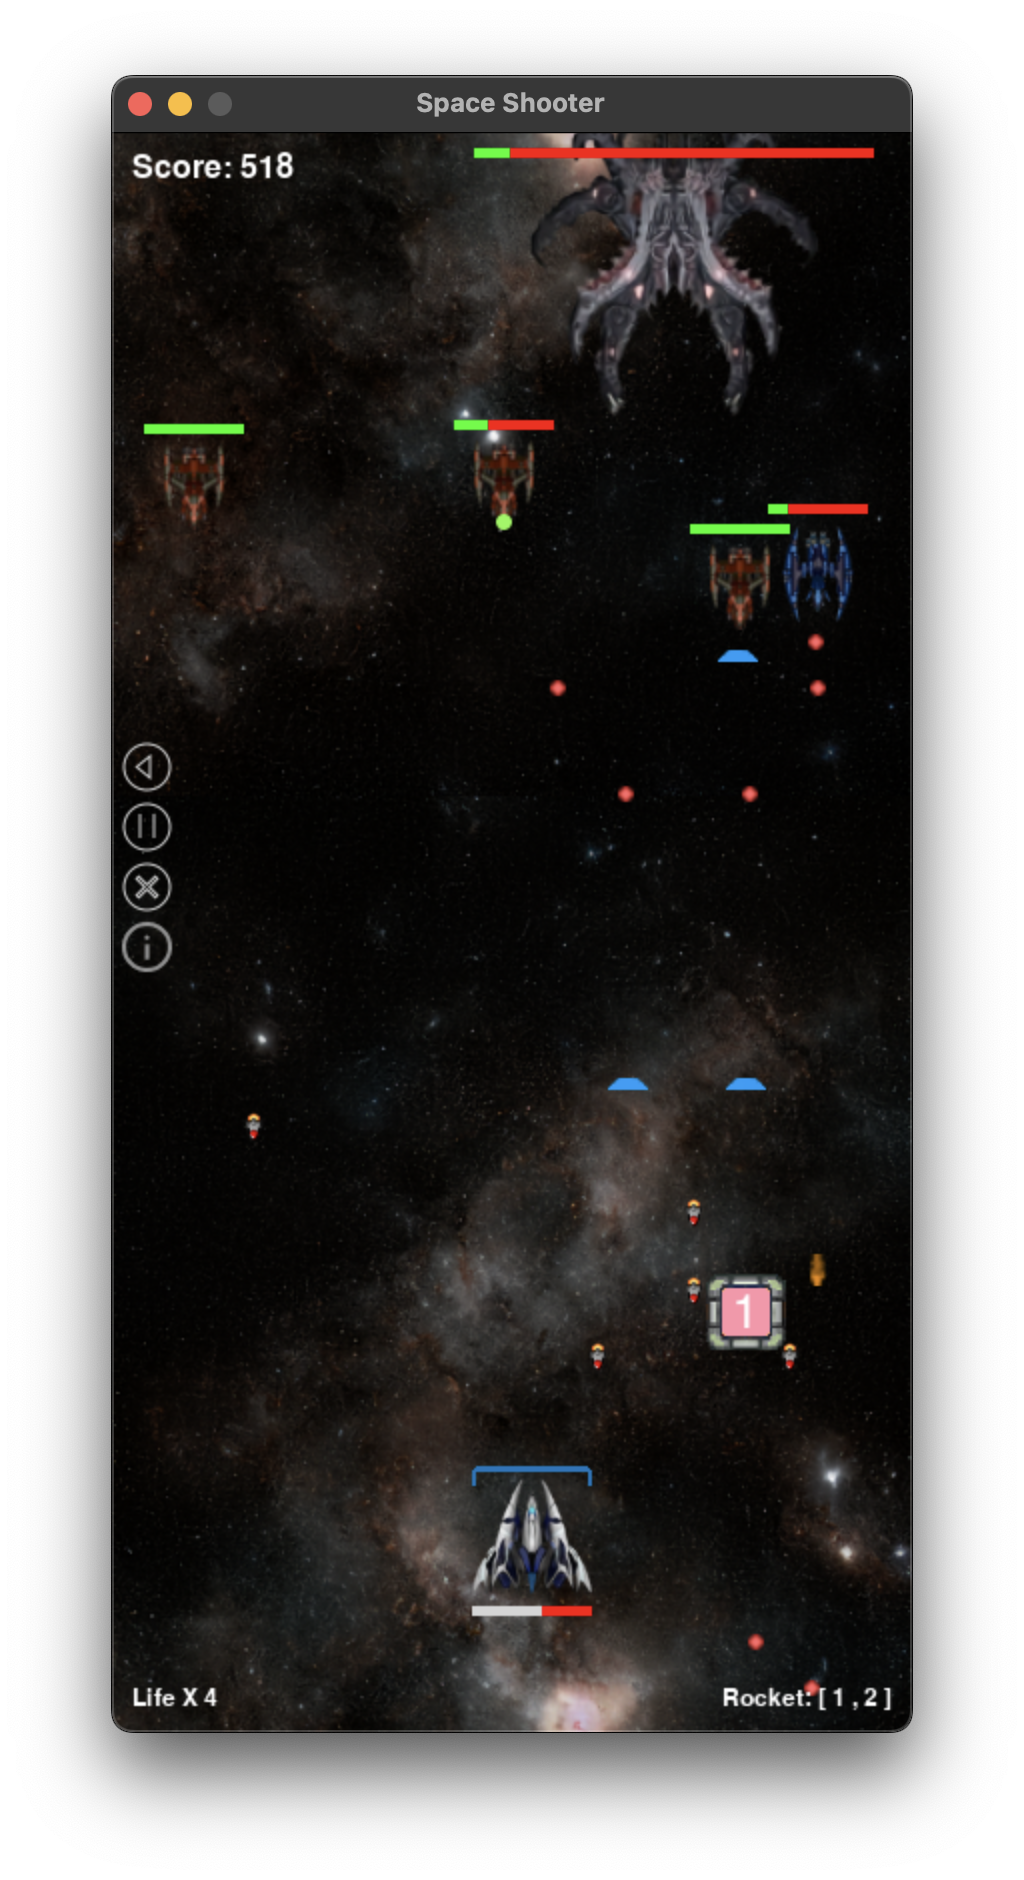 Space Shooter
Score: 518
1
Life X 4
Rocket: [ 1 , 2 ]